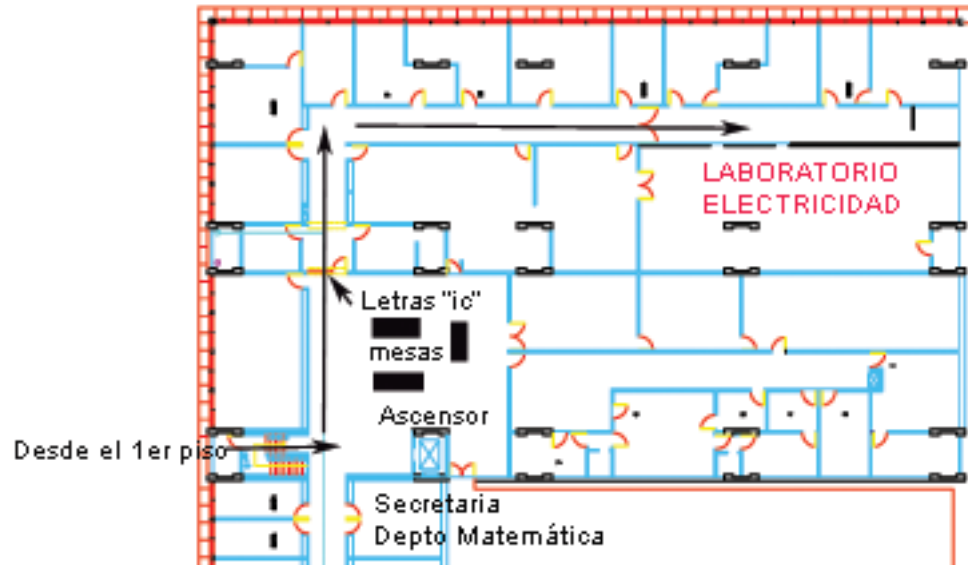 LABORATORIO
ELECTRICIDAD
Letras "ic"
mesas
Ascensor
Desde el 1er piso
Secretaria
Depto Matemática